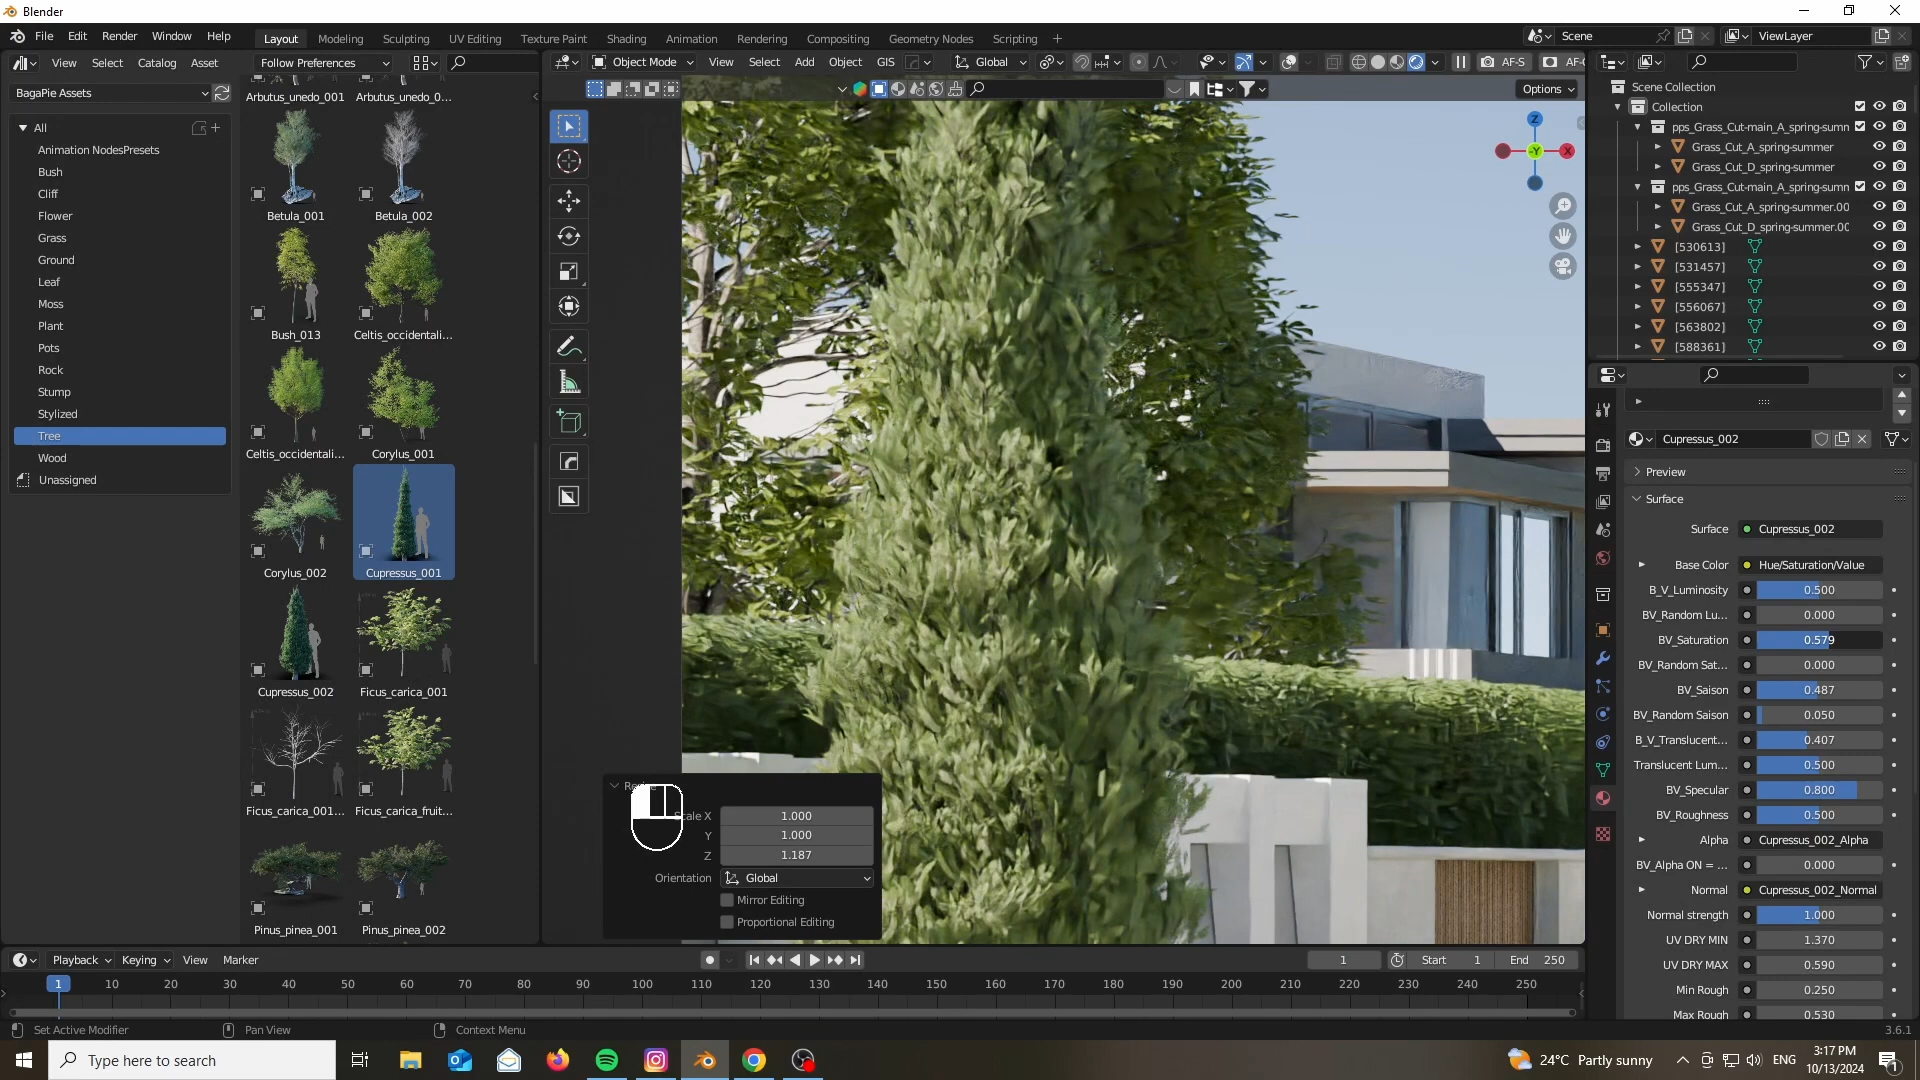 Blender
File Edit Render Window Help
Layout Modeling Sculpting UV Editing Texture Paint Shading Animation Rendering Compositing Geometry Nodes Scripting +
Scene
ViewLayer
View Select Catalog Asset
Follow Preferences
Object Mode
View Select Add Object GIS
Global
AF-S
Options
BagaPie Assets
All
Animation NodesPresets
Bush
Cliff
Flower
Grass
Ground
Leaf
Moss
Plant
Pots
Rock
Stump
Stylized
Tree
Wood
Unassigned
Arbutus_unedo_001 Arbutus_unedo_0...
Betula_001 Betula_002
Bush_013 Celtis_occidentali...
Celtis_occidentali... Corylus_001
Corylus_002 Cupressus_001
Cupressus_002 Ficus_carica_001
Ficus_carica_001... Ficus_carica_fruit...
Pinus_pinea_001 Pinus_pinea_002
Z
-Y
X
Scale X 1.000
Y 1.000
Z 1.187
Orientation Global
Mirror Editing
Proportional Editing
Scene Collection
Collection
pps_Grass_Cut-main_A_spring-summ
Grass_Cut_A_spring-summer
Grass_Cut_D_spring-summer
pps_Grass_Cut-main_A_spring-summ
Grass_Cut_A_spring-summer.00
Grass_Cut_D_spring-summer.00
[530613]
[531457]
[555347]
[556067]
[563802]
[588361]
Cupressus_002
Preview
Surface
Surface Cupressus_002
Base Color Hue/Saturation/Value
B_V_Luminosity 0.500
BV_Random Lu... 0.000
BV_Saturation 0.579
BV_Random Sat... 0.000
BV_Saison 0.487
BV_Random Saison 0.050
B_V_Translucent... 0.407
Translucent Lum... 0.500
BV_Specular 0.800
BV_Roughness 0.500
Alpha Cupressus_002_Alpha
BV_Alpha ON = ... 0.000
Normal Cupressus_002_Normal
Normal strength 1.000
UV DRY MIN 1.370
UV DRY MAX 0.590
Min Rough 0.250
Max Rough 0.530
Playback Keying View Marker
1
Start 1 End 250
1 10 20 30 40 50 60 70 80 90 100 110 120 130 140 150 160 170 180 190 200 210 220 230 240 250
Set Active Modifier Pan View Context Menu
3.6.1
Type here to search
24°C Partly sunny
ENG
3:17 PM
10/13/2024
1